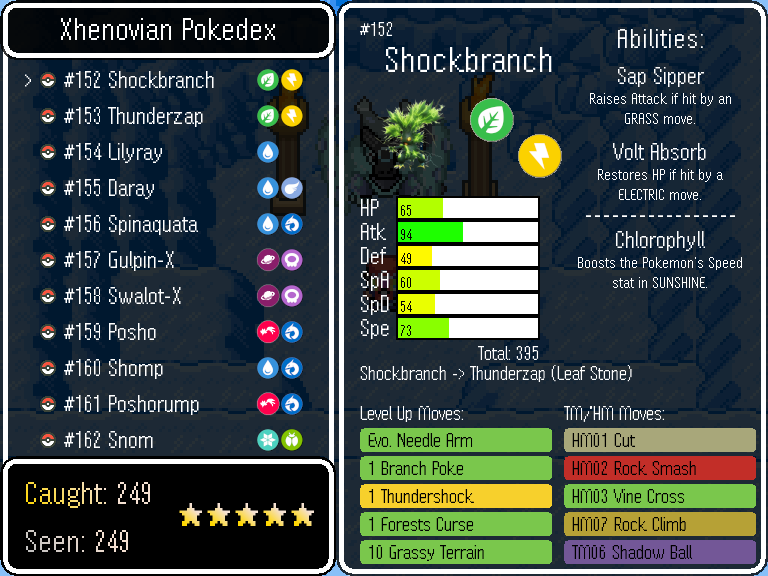 Xhenovian Pokedex
> #152 Shockbranch
#153 Thunderzap
#154 Lilyray
#155 Daray
#156 Spinaquata
#157 Gulpin-X
#158 Swalot-X
#159 Posho
#160 Shomp
#161 Poshorump
#162 Snom
Caught: 249
Seen: 249
#152
Shockbranch
Abilities:
Sap Sipper
Raises Attack if hit by an
GRASS move.
Volt Absorb
Restores HP if hit by a
ELECTRIC move.
Chlorophyll
Boosts the Pokemon's Speed
stat in SUNSHINE.
HP 65
Atk 94
Def 49
SpA 60
SpD 54
Spe 73
Total: 395
Shockbranch -> Thunderzap (Leaf Stone)
Level Up Moves:
Evo. Needle Arm
1 Branch Poke
1 Thundershock
1 Forests Curse
10 Grassy Terrain
TM/HM Moves:
HM01 Cut
HM02 Rock Smash
HM03 Vine Cross
HM07 Rock Climb
TM06 Shadow Ball